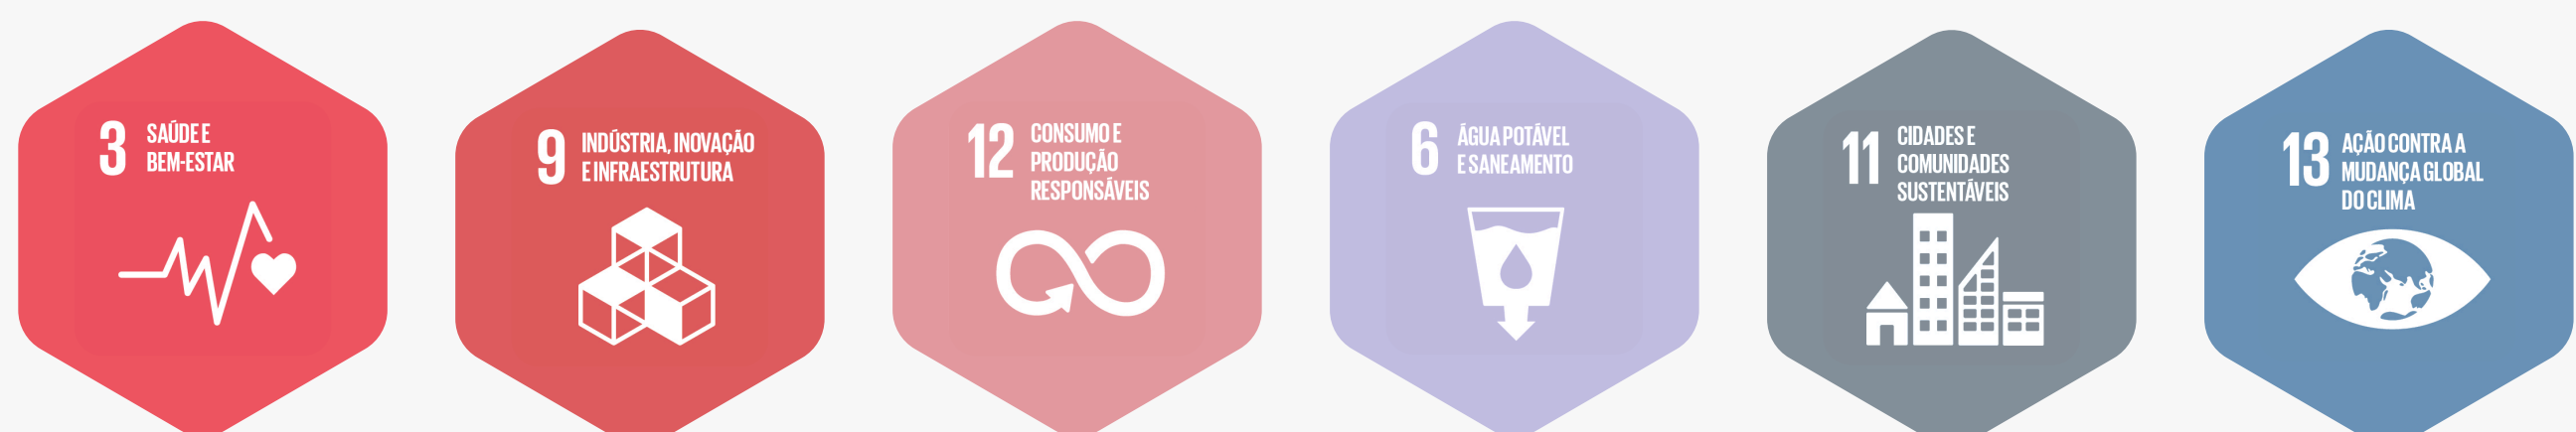 3
SAÚDE E
BEM-ESTAR
9
INDÚSTRIA, INOVAÇÃO
E INFRAESTRUTURA
12
CONSUMO E
PRODUÇÃO
RESPONSÁVEIS
6
ÁGUA POTÁVEL
E SANEAMENTO
11
CIDADES E
COMUNIDADES
SUSTENTÁVEIS
13
AÇÃO CONTRA A
MUDANÇA GLOBAL
DO CLIMA